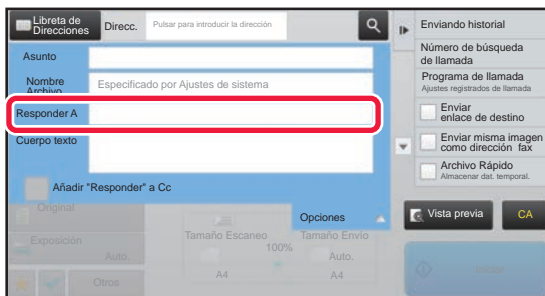 Libreta de
Direcciones
Direcc.
Pulsar para introducir la dirección
Asunto
Nombre
Archivo
Especificado por Ajustes de sistema
Responder A
Cuerpo texto
Añadir "Responder" a Cc
Opciones
Original
Exposición
Auto.
Otros
Tamaño Escaneo
100%
A4
Tamaño Envío
Auto.
A4
Enviando historial
Número de búsqueda
de llamada
Programa de llamada
Ajustes registrados de llamada
Enviar
enlace de destino
Enviar misma imagen
como dirección fax
Archivo Rápido
Almacenar dat. temporal.
Vista previa
CA
Iniciar